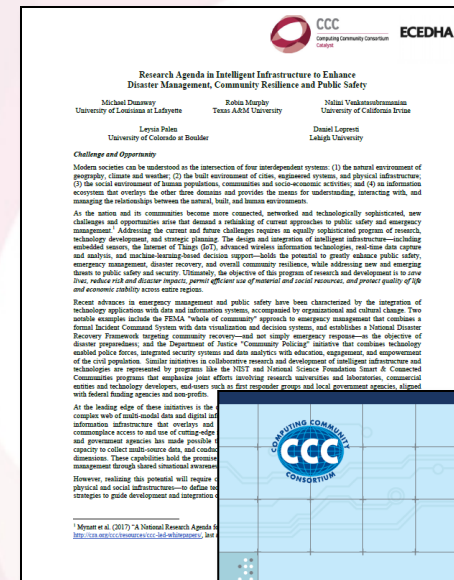 CCC
Computing Community Consortium
Catalyst
ECEDHA
Research Agenda in Intelligent Infrastructure to Enhance
Disaster Management, Community Resilience and Public Safety
Michael Dunaway
University of Louisiana at Lafayette
Robin Murphy
Texas A&M University
Nalini Venkatasubramanian
University of California Irvine
Leysia Palen
University of Colorado at Boulder
Daniel Lopresti
Lehigh University
Challenge and Opportunity
Modern societies can be understood as the intersection of four interdependent systems: (1) the natural environment of
geography, climate and weather; (2) the built environment of cities, engineered systems, and physical infrastructure;
(3) the social environment of human populations, communities and socio-economic activities; and (4) an information
ecosystem that overlays the other three domains and provides the means for understanding, interacting with, and
managing the relationships between the natural, built, and human environments.
As the nation and its communities become more connected, networked and technologically sophisticated, new
challenges and opportunities arise that demand a rethinking of current approaches to public safety and emergency
management.1 Addressing the current and future challenges requires an equally sophisticated program of research,
technology development, and strategic planning. The design and integration of intelligent infrastructure—including
embedded sensors, the Internet of Things (IoT), advanced wireless information technologies, real-time data capture
and analysis, and machine-learning-based decision support—holds the potential to greatly enhance public safety,
emergency management, disaster recovery, and overall community resilience, while addressing new and emerging
threats to public safety and security. Ultimately, the objective of this program of research and development is to save
lives, reduce risk and disaster impacts, permit efficient use of material and social resources, and protect quality of life
and economic stability across entire regions.
Recent advances in emergency management and public safety have been characterized by the integration of
technology applications with data and information systems, accompanied by organizational and cultural change. Two
notable examples include the FEMA "whole of community" approach to emergency management that combines a
formal Incident Command System with data visualization and decision systems, and establishes a National Disaster
Recovery Framework targeting community recovery—and not simply emergency response—as the objective of
disaster preparedness; and the Department of Justice "Community Policing" initiative that combines technology
enabled police forces, integrated security systems and data analytics with education, engagement, and empowerment
of the civil population. Similar initiatives in collaborative research and development of intelligent infrastructure and
technologies are represented by programs like the NIST and National Science Foundation Smart & Connected
Communities programs that emphasize joint efforts involving research universities and laboratories, commercial
entities and technology developers, end-users such as first responder groups and local government agencies, aligned
with federal funding agencies and non-profits.
At the leading edge of these initiatives is the
complex web of multi-modal data and digital inf
information infrastructure that overlays and
commonplace access to and use of cutting-edge
and government agencies has made possible
capacity to collect multi-source data, and conduc
dimensions. These capabilities hold the promise
management through shared situational awarenes
However, realizing this potential will require c
physical and social infrastructures—to define tec
strategies to guide development and integration
1 Mynatt et al. (2017) "A National Research Agenda fo
http://cra.org/ccc/resources/ccc-led-whitepapers/, last
COMPUTING COMMUNITY
CCC
CONSORTIUM